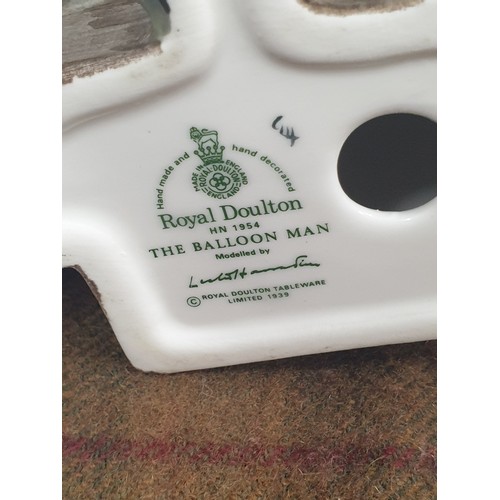 Hand made and hand decorated
MADE IN ENGLAND
ROYAL DOULTON
ENGLAND
Royal Doulton
HN 1954
THE BALLOON MAN
Modelled by
© ROYAL DOULTON TABLEWARE
LIMITED 1939